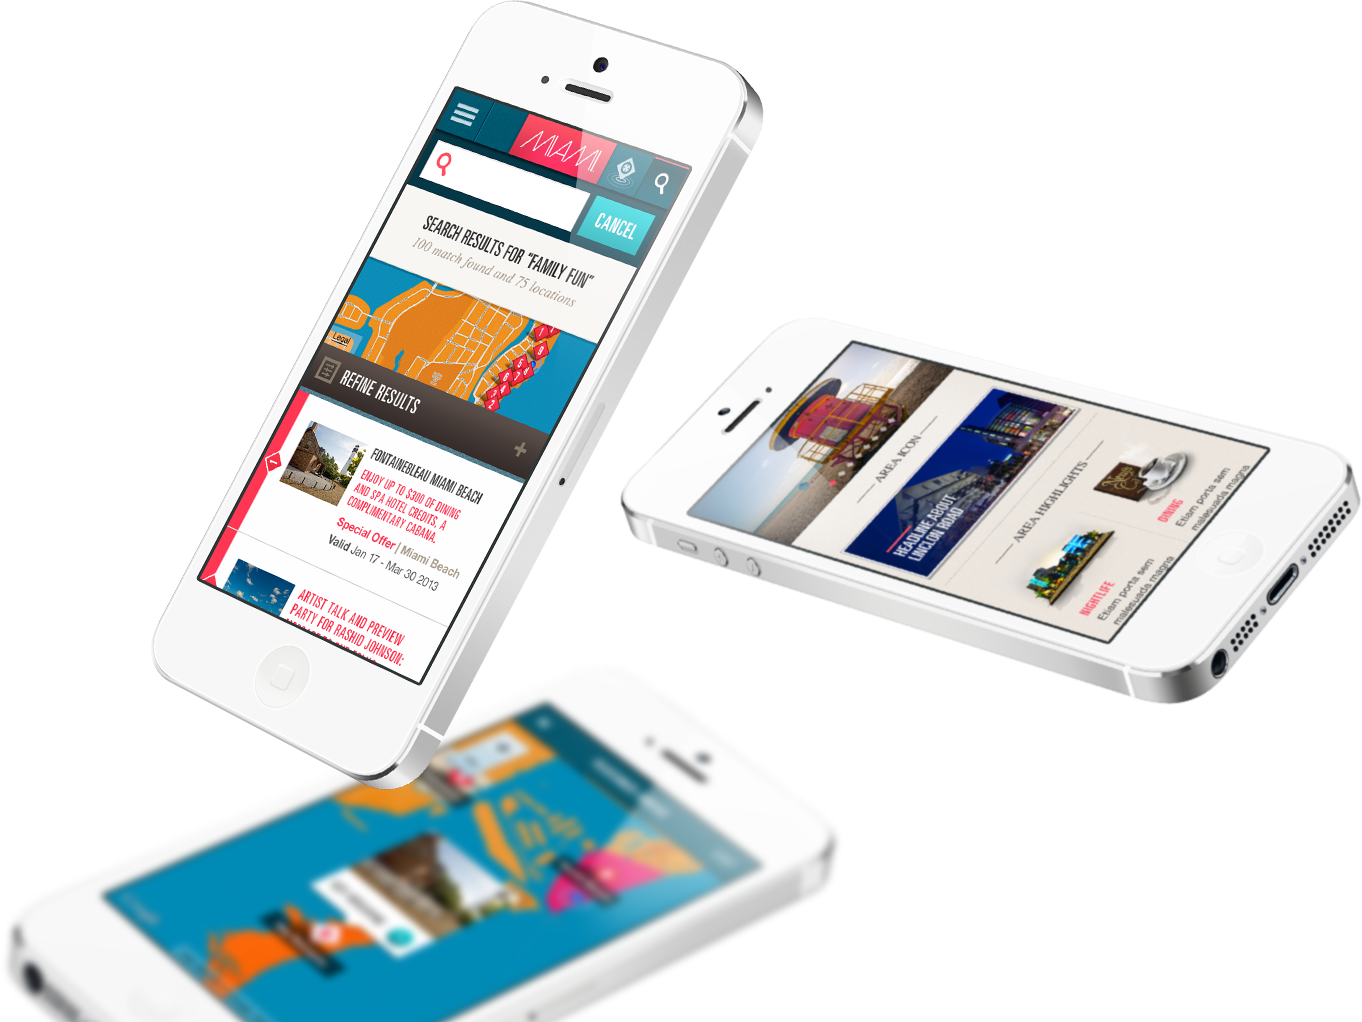 MIAMI
CANCEL
SEARCH RESULTS FOR "FAMILY FUN"
100 match found and 75 locations
Legal
REFINE RESULTS
+
1
FONTAINEBLEAU MIAMI BEACH
ENJOY UP TO $300 OF DINING
AND SPA HOTEL CREDITS, A
COMPLIMENTARY CABANA.
Special Offer | Miami Beach
Valid Jan 17 - Mar 30 2013
ARTIST TALK AND PREVIEW
PARTY FOR RASHID JOHNSON:
AREA ICON
HEADLINE ABOUT
LINCLON ROAD
AREA HIGHLIGHTS
DINING
Etiam porta sem
malesuada magna
NIGHTLIFE
Etiam porta sem
malesuada magna